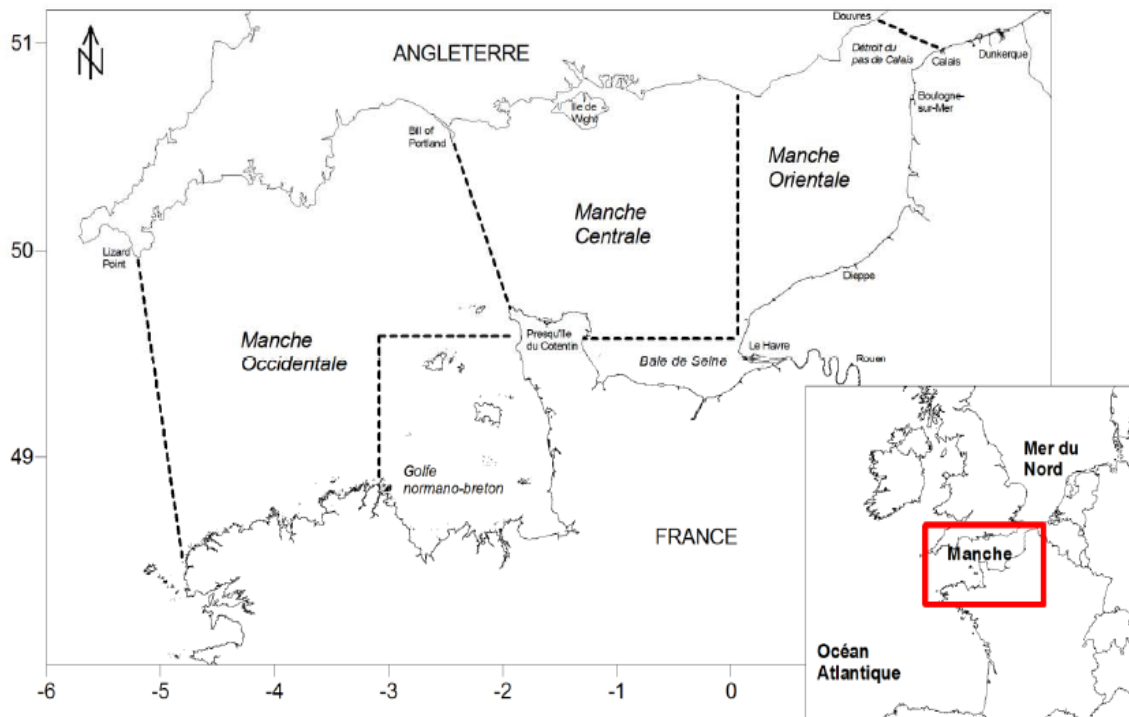 51
50
49
-6
-5
-4
-3
-2
-1
0
N
ANGLETERRE
Douvres
Détroit du
pas de Calais
Calais
Dunkerque
Boulogne-
sur-Mer
Ile de
Wight
Bill of
Portland
Manche
Orientale
Manche
Centrale
Lizard
Point
Dieppe
Manche
Occidentale
Presqu'île
du Cotentin
Le Havre
Baie de Seine
Rouen
Golfe
normano-breton
FRANCE
Mer du
Nord
Manche
Océan
Atlantique